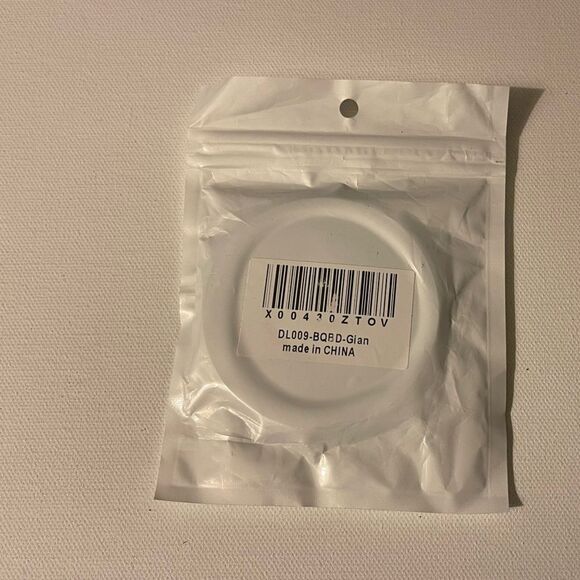 X00430ZTOV
DL009-BQBD-Gian
made in CHINA